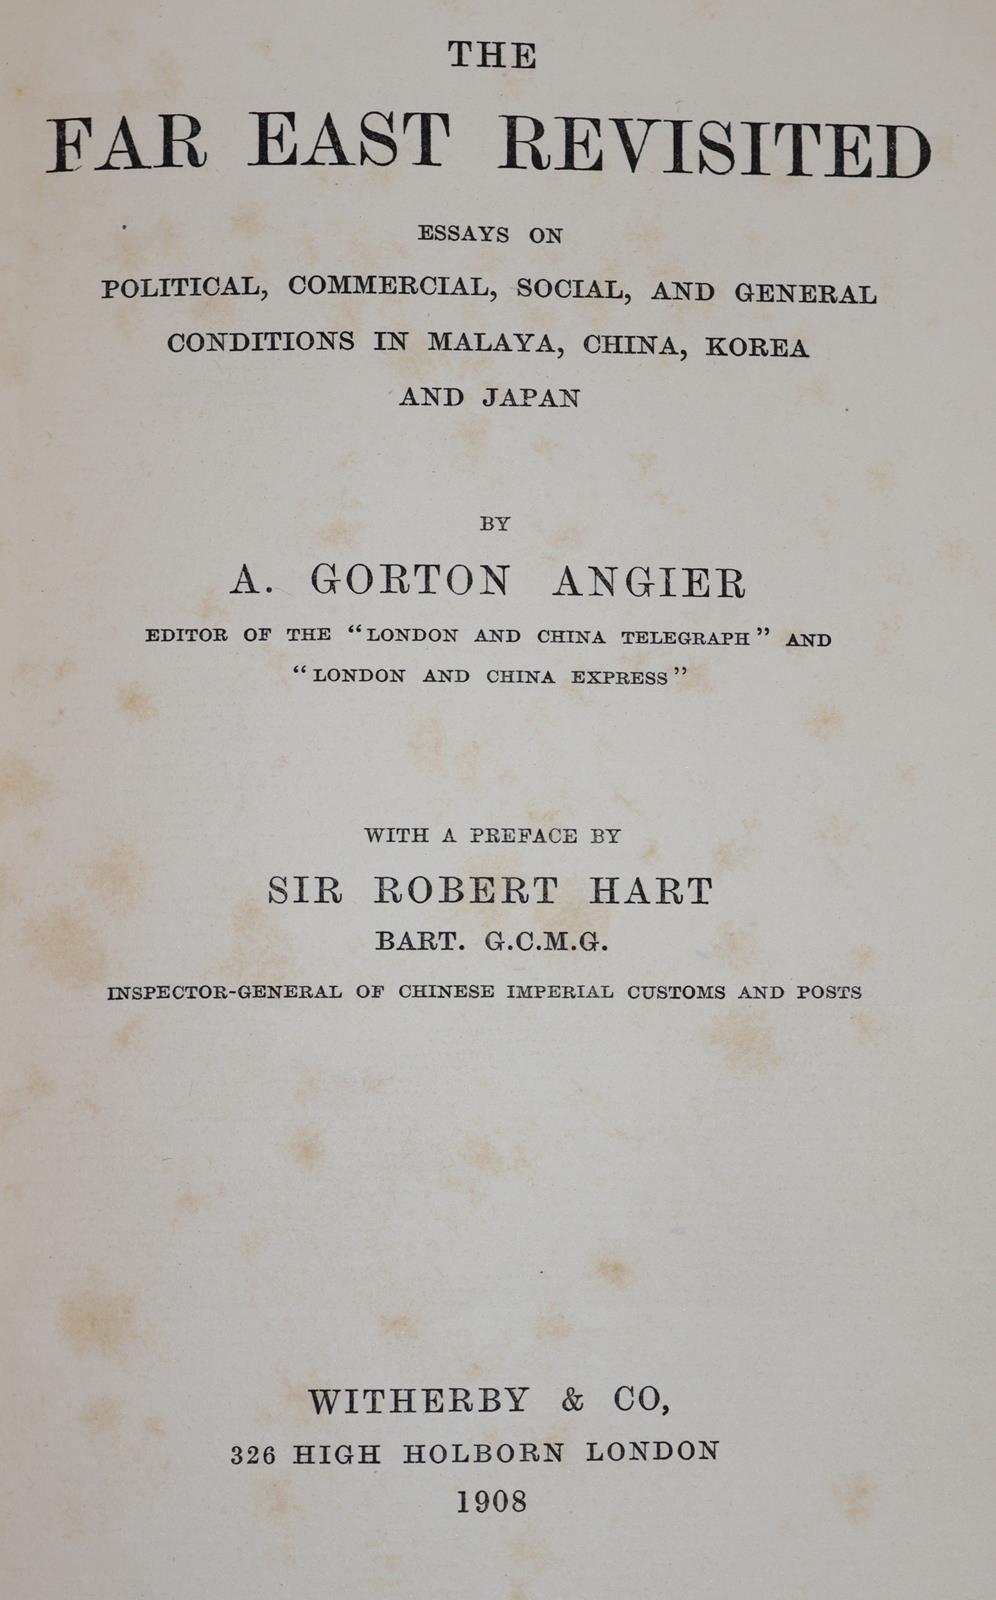 THE
FAR EAST REVISITED
ESSAYS ON
POLITICAL, COMMERCIAL, SOCIAL, AND GENERAL
CONDITIONS IN MALAYA, CHINA, KOREA
AND JAPAN
BY
A. GORTON ANGIER
EDITOR OF THE “LONDON AND CHINA TELEGRAPH” AND
“LONDON AND CHINA EXPRESS”
WITH A PREFACE BY
SIR ROBERT HART
BART. G.C.M.G.
INSPECTOR-GENERAL OF CHINESE IMPERIAL CUSTOMS AND POSTS
WITHERBY & CO,
326 HIGH HOLBORN LONDON
1908